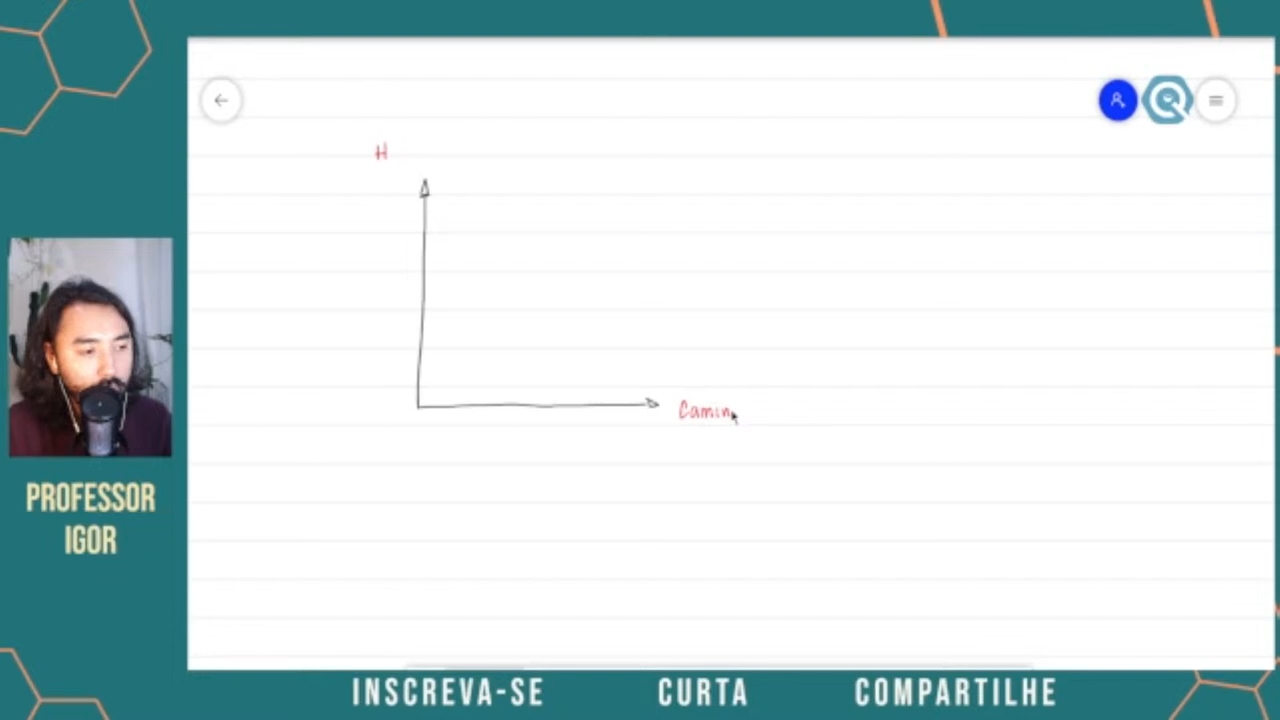 H
Camin
PROFESSOR
IGOR
INSCREVA-SE CURTA COMPARTILHE